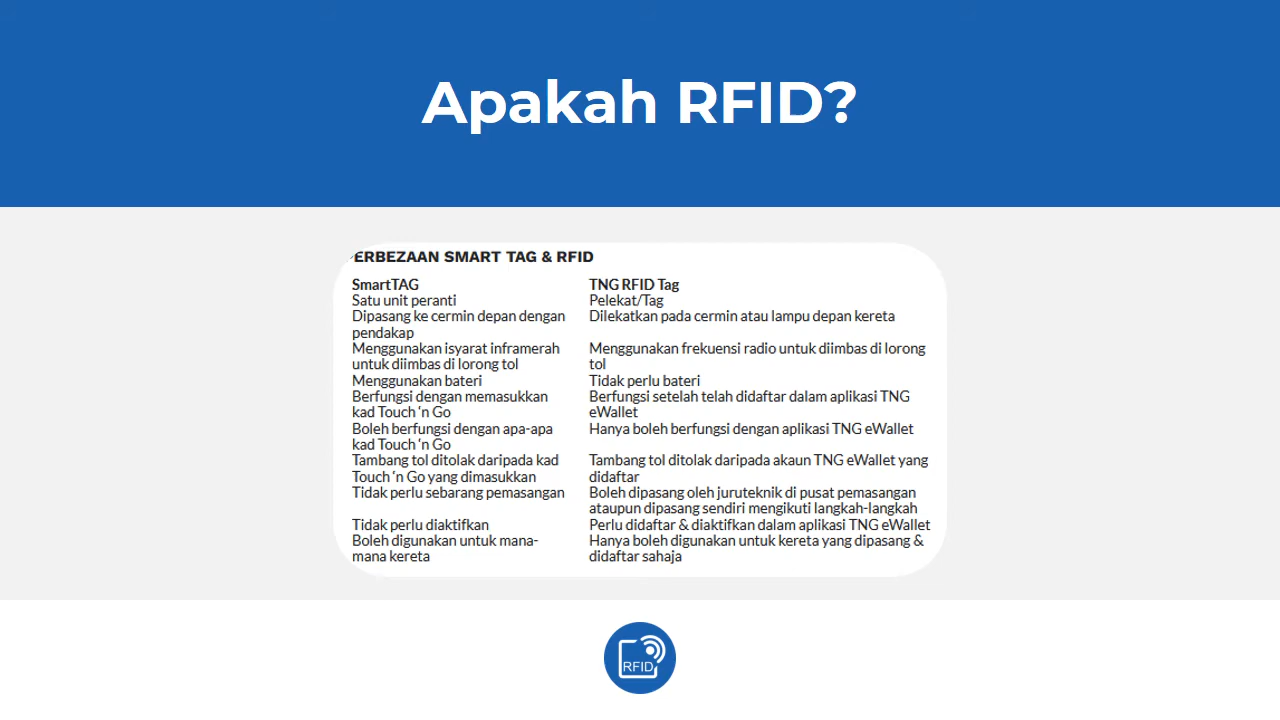 Apakah RFID?
PERBEZAAN SMART TAG & RFID
SmartTAG
TNG RFID Tag
Satu unit peranti
Pelekat/Tag
Dipasang ke cermin depan dengan
pendakap
Dilekatkan pada cermin atau lampu depan kereta
Menggunakan isyarat inframerah
untuk diimbas di lorong tol
Menggunakan frekuensi radio untuk diimbas di lorong
tol
Menggunakan bateri
Tidak perlu bateri
Berfungsi dengan memasukkan
kad Touch 'n Go
Berfungsi setelah telah didaftar dalam aplikasi TNG
eWallet
Boleh berfungsi dengan apa-apa
kad Touch 'n Go
Hanya boleh berfungsi dengan aplikasi TNG eWallet
Tambang tol ditolak daripada kad
Touch 'n Go yang dimasukkan
Tambang tol ditolak daripada akaun TNG eWallet yang
didaftar
Tidak perlu sebarang pemasangan
Boleh dipasang oleh juruteknik di pusat pemasangan
ataupun dipasang sendiri mengikuti langkah-langkah
Tidak perlu diaktifkan
Perlu didaftar & diaktifkan dalam aplikasi TNG eWallet
Boleh digunakan untuk mana-
mana kereta
Hanya boleh digunakan untuk kereta yang dipasang &
didaftar sahaja
RFID